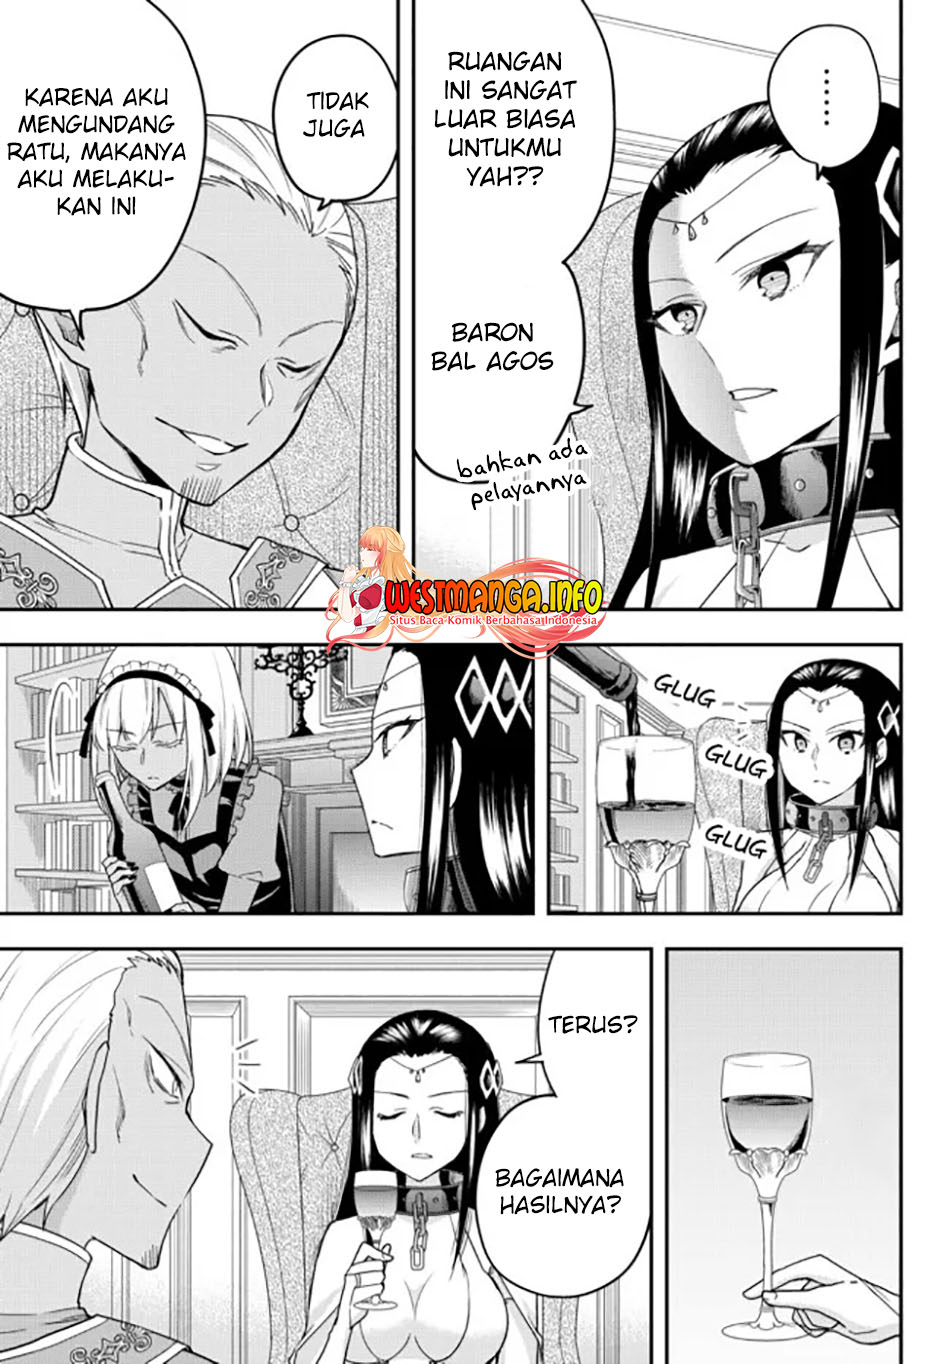 ......
RUANGAN
INI SANGAT
LUAR BIASA
UNTUKMU
YAH??
BARON
BAL AGOS
bahkan ada
pelayannya
TIDAK
JUGA
KARENA AKU
MENGUNDANG
RATU, MAKANYA
AKU MELAKU-
KAN INI
WESTMANGA.INFO
Situs Baca Komik Berbahasa Indonesia
GLUG
GLUG
GLUG
TERUS?
BAGAIMANA
HASILNYA?